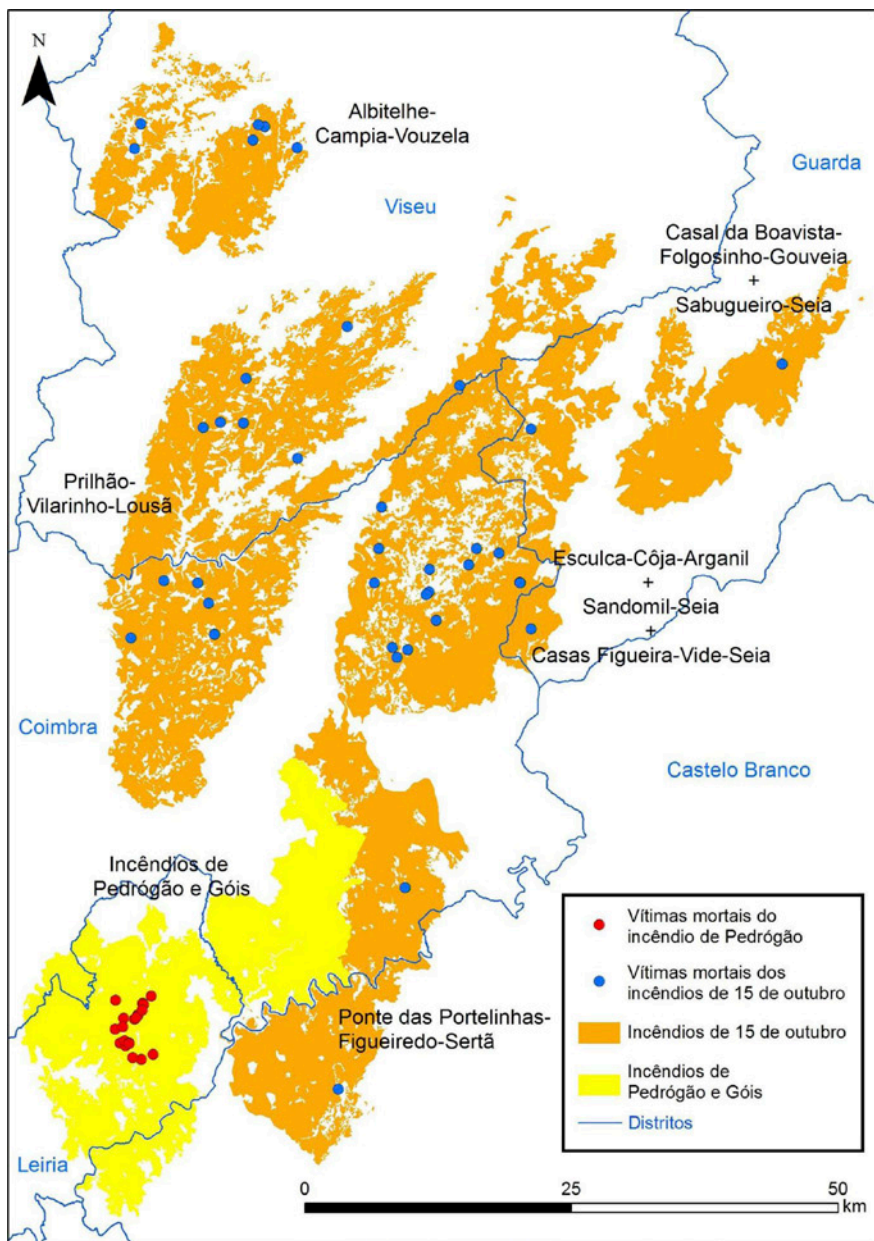 N
Albitelhe-
Campia-Vouzela
Guarda
Viseu
Casal da Boavista-
Folgosinho-Gouveia
+
Sabugueiro-Seia
Prilhão-
Vilarinho-Lousã
Esculca-Côja-Arganil
+
Sandomil-Seia
+
Casas Figueira-Vide-Seia
Coimbra
Castelo Branco
Incêndios de
Pedrógão e Góis
Ponte das Portelinhas-
Figueiredo-Sertã
Leiria
Vítimas mortais do
incêndio de Pedrógão
Vítimas mortais dos
incêndios de 15 de outubro
Incêndios de 15 de outubro
Incêndios de
Pedrógão e Góis
Distritos
0 25 50
km